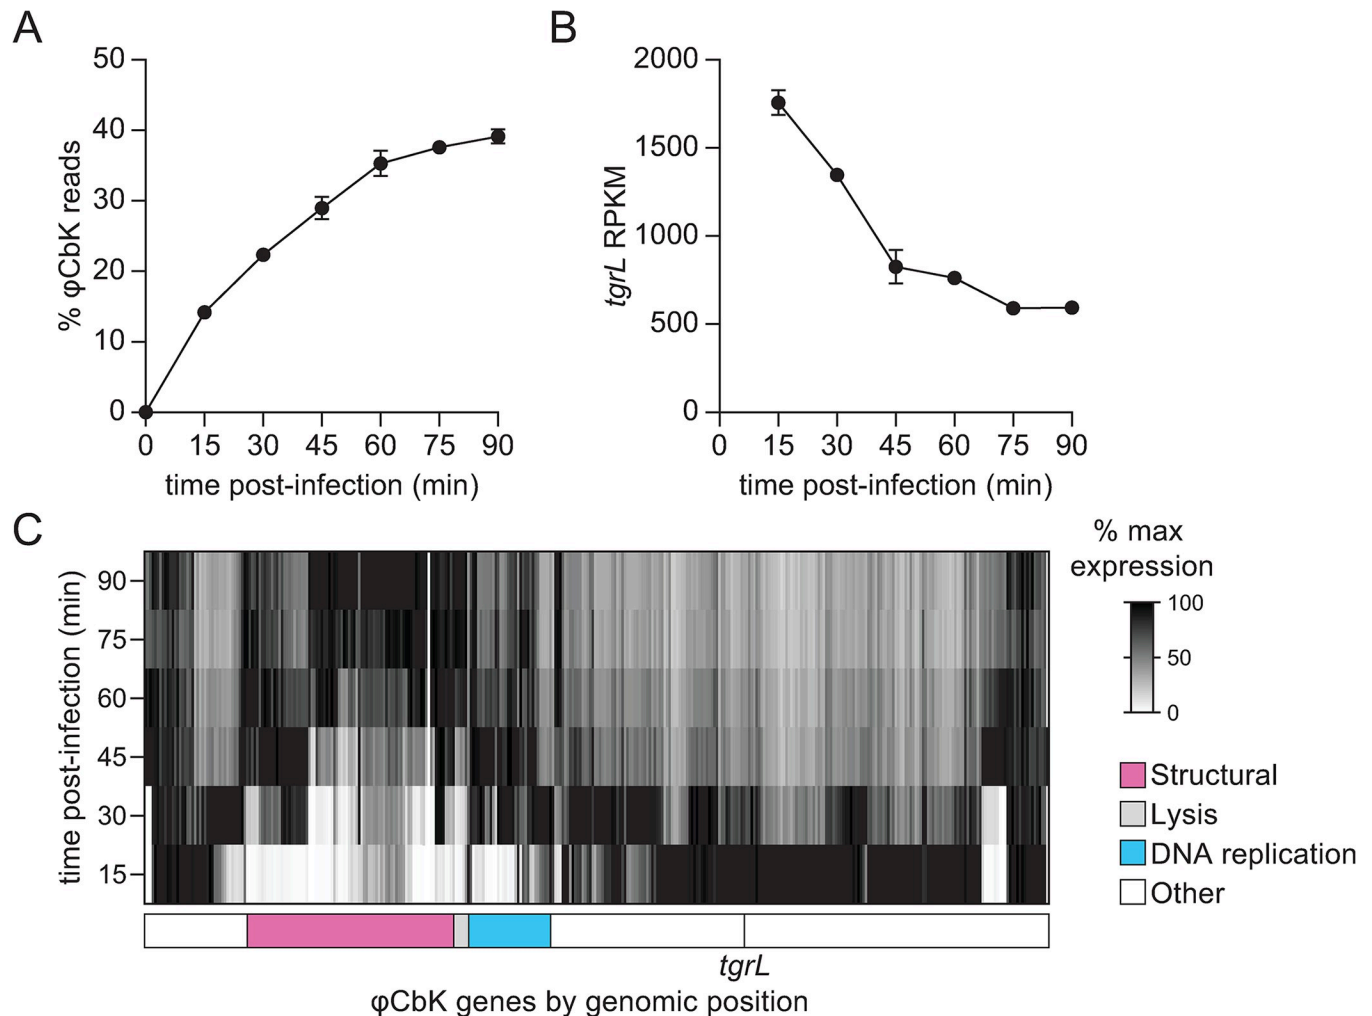 A
50
40
30
20
10
0
% φCbK reads
0 15 30 45 60 75 90
time post-infection (min)
B
2000
1500
1000
500
0
tgrL RPKM
0 15 30 45 60 75 90
time post-infection (min)
C
90
75
60
45
30
15
time post-infection (min)
% max
expression
100
50
0
Structural
Lysis
DNA replication
Other
tgrL
φCbK genes by genomic position